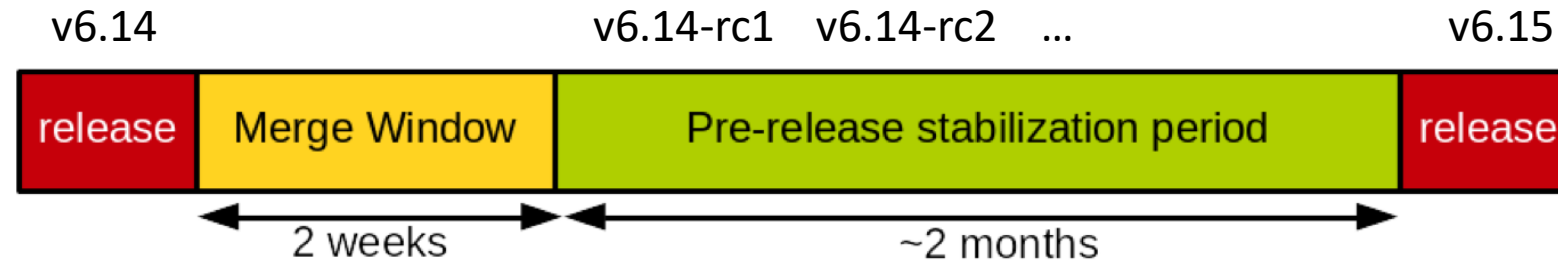 v6.14 v6.14-rc1 v6.14-rc2 ... v6.15
release Merge Window Pre-release stabilization period release
2 weeks ~2 months